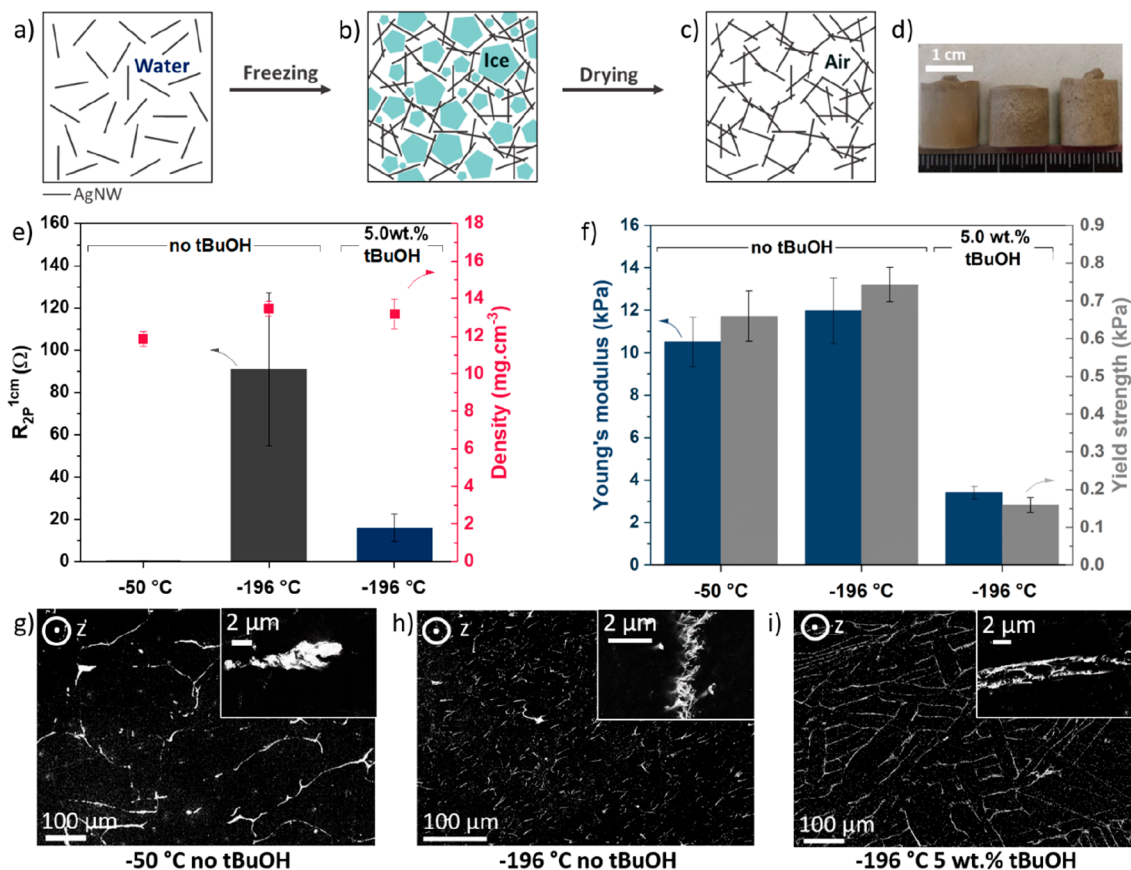 a)
Water
AgNW
Freezing
b)
Ice
Drying
c)
Air
d)
1 cm
e)
160
140
120
100
80
60
40
20
0
R2P1cm (Ω)
no tBuOH
5.0wt.%
tBuOH
18
16
14
12
10
8
6
4
2
0
Density (mg.cm-3)
-50 °C
-196 °C
-196 °C
f)
16
14
12
10
8
6
4
2
0
Young's modulus (kPa)
no tBuOH
5.0 wt.%
tBuOH
0.9
0.8
0.7
0.6
0.5
0.4
0.3
0.2
0.1
0.0
Yield strength (kPa)
-50 °C
-196 °C
-196 °C
g)
z
2 μm
100 μm
-50 °C no tBuOH
h)
z
2 μm
100 μm
-196 °C no tBuOH
i)
z
2 μm
100 μm
-196 °C 5 wt.% tBuOH